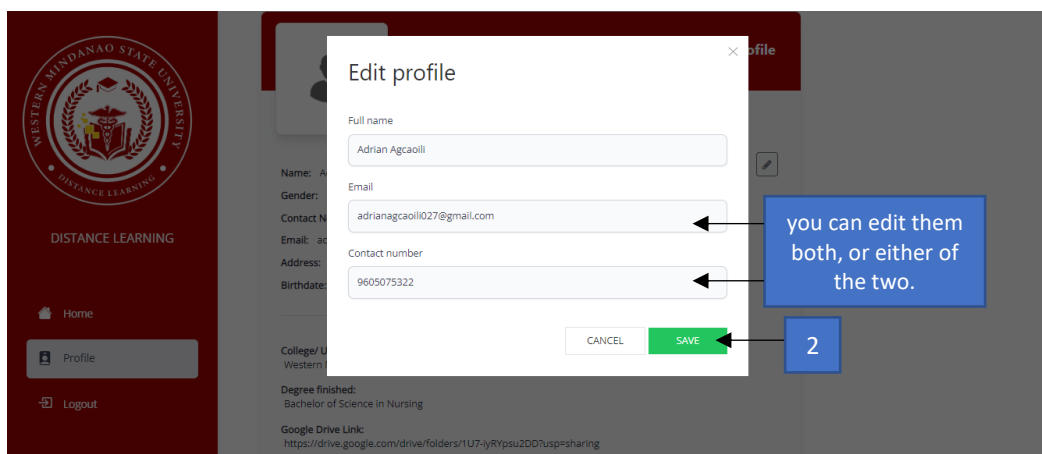 WESTERN MINDANAO STATE UNIVERSITY
DISTANCE LEARNING
DISTANCE LEARNING
Home
Profile
Logout
ofile
Edit profile
Full name
Adrian Agcaoili
Email
adrianagcaoili027@gmail.com
Contact number
9605075322
CANCEL
SAVE
Name: A
Gender:
Contact N
Email: ac
Address:
Birthdate:
College/ U
Western
Degree finished:
Bachelor of Science in Nursing
Google Drive Link:
https://drive.google.com/drive/folders/1U7-iyRYpsu2DD?usp=sharing
you can edit them
both, or either of
the two.
2